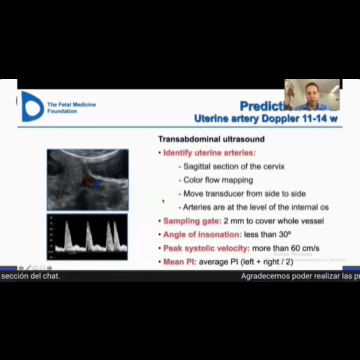 The Fetal Medicine
Foundation
Uterine artery Doppler 11-14 w
Transabdominal ultrasound
• Identify uterine arteries:
- Sagittal section of the cervix
- Color flow mapping
- Move transducer from side to side
- Arteries are at the level of the internal os
• Sampling gate: 2 mm to cover whole vessel
• Angle of insonation: less than 30º
• Peak systolic velocity: more than 60 cm/s
• Mean PI: average PI (left + right / 2)
sección del chat.
Agradecemos poder realizar las